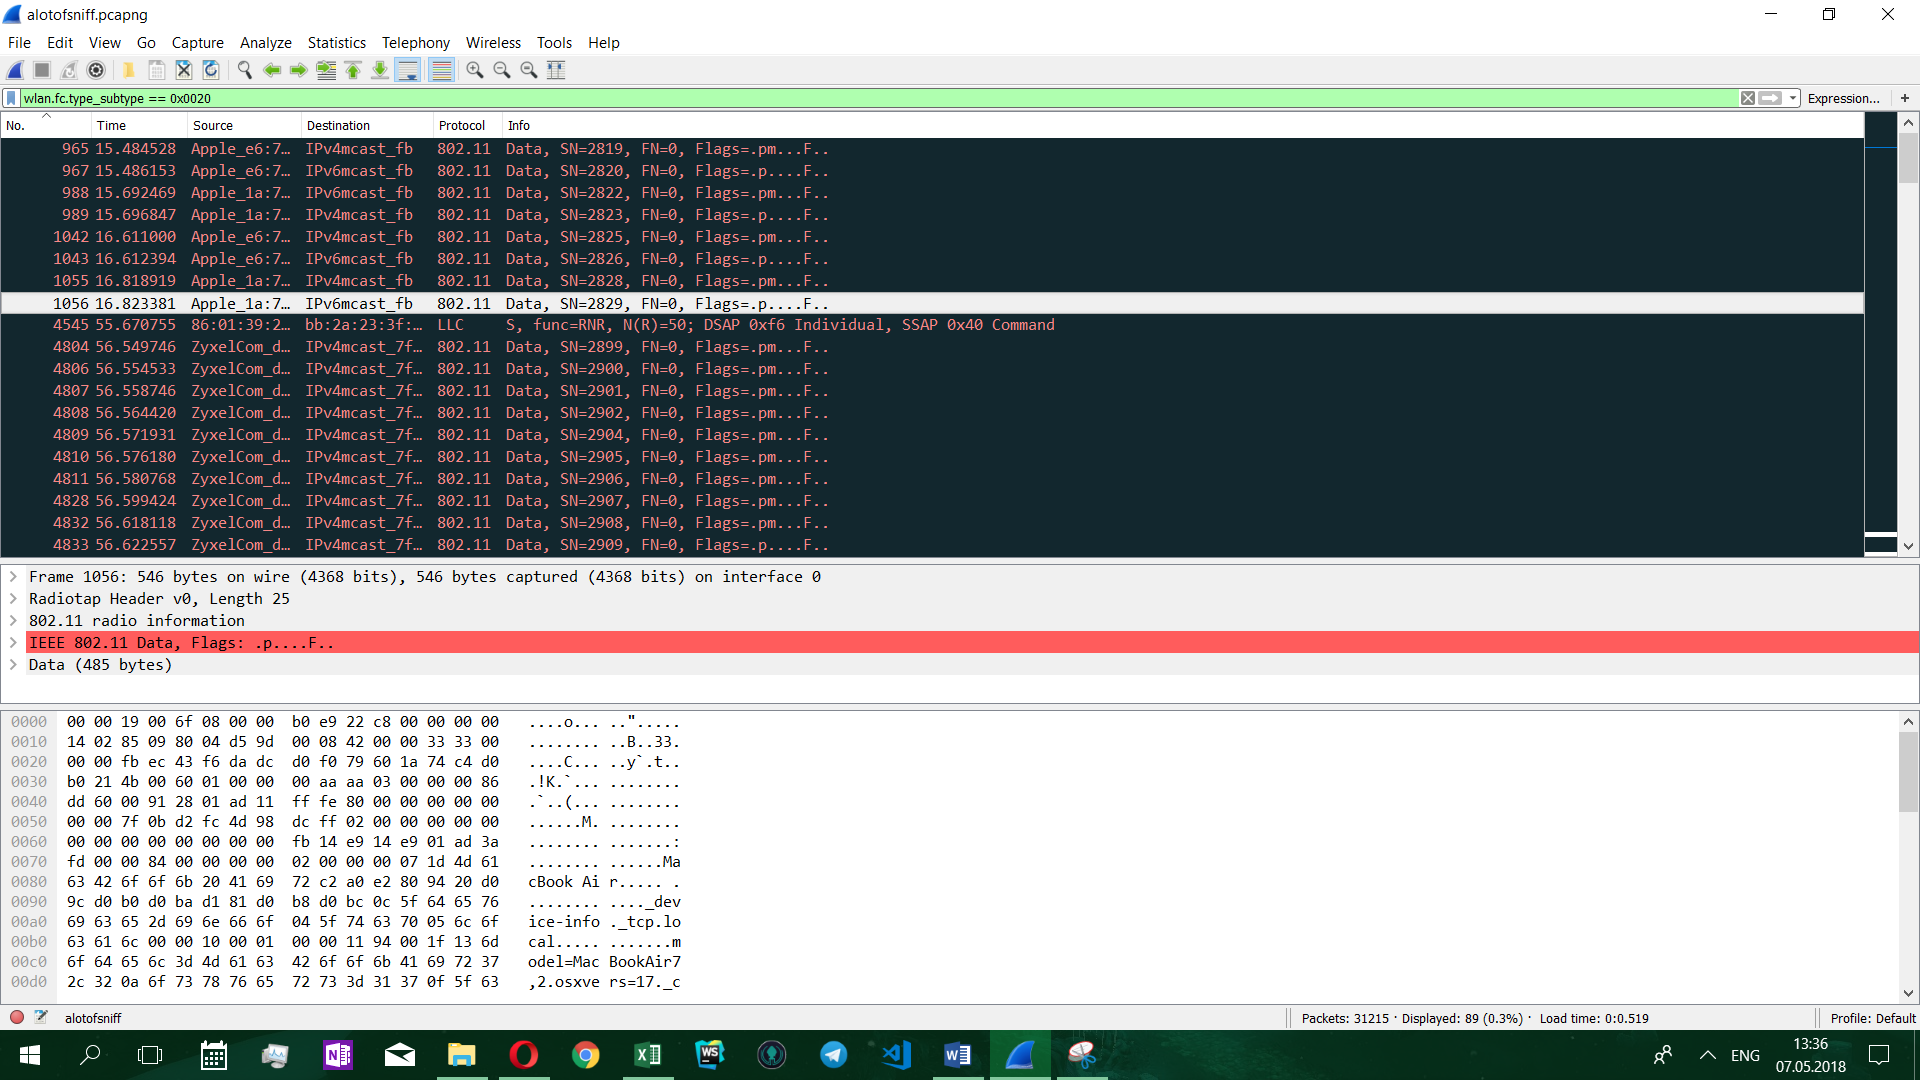 alotofsniff.pcapng
File Edit View Go Capture Analyze Statistics Telephony Wireless Tools Help
wlan.fc.type_subtype == 0x0020 Expression... +
No. Time Source Destination Protocol Info
965 15.484528 Apple_e6:7… IPv4mcast_fb 802.11 Data, SN=2819, FN=0, Flags=.pm...F..
967 15.486153 Apple_e6:7… IPv6mcast_fb 802.11 Data, SN=2820, FN=0, Flags=.p....F..
988 15.692469 Apple_1a:7… IPv6mcast_fb 802.11 Data, SN=2822, FN=0, Flags=.pm...F..
989 15.696847 Apple_1a:7… IPv4mcast_fb 802.11 Data, SN=2823, FN=0, Flags=.p....F..
1042 16.611000 Apple_e6:7… IPv4mcast_fb 802.11 Data, SN=2825, FN=0, Flags=.pm...F..
1043 16.612394 Apple_e6:7… IPv6mcast_fb 802.11 Data, SN=2826, FN=0, Flags=.p....F..
1055 16.818919 Apple_1a:7… IPv4mcast_fb 802.11 Data, SN=2828, FN=0, Flags=.pm...F..
1056 16.823381 Apple_1a:7… IPv6mcast_fb 802.11 Data, SN=2829, FN=0, Flags=.p....F..
4545 55.670755 86:01:39:2… bb:2a:23:3f:… LLC S, func=RNR, N(R)=50; DSAP 0xf6 Individual, SSAP 0x40 Command
4804 56.549746 ZyxelCom_d… IPv4mcast_7f… 802.11 Data, SN=2899, FN=0, Flags=.pm...F..
4806 56.554533 ZyxelCom_d… IPv4mcast_7f… 802.11 Data, SN=2900, FN=0, Flags=.pm...F..
4807 56.558746 ZyxelCom_d… IPv4mcast_7f… 802.11 Data, SN=2901, FN=0, Flags=.pm...F..
4808 56.564420 ZyxelCom_d… IPv4mcast_7f… 802.11 Data, SN=2902, FN=0, Flags=.pm...F..
4809 56.571931 ZyxelCom_d… IPv4mcast_7f… 802.11 Data, SN=2904, FN=0, Flags=.pm...F..
4810 56.576180 ZyxelCom_d… IPv4mcast_7f… 802.11 Data, SN=2905, FN=0, Flags=.pm...F..
4811 56.580768 ZyxelCom_d… IPv4mcast_7f… 802.11 Data, SN=2906, FN=0, Flags=.pm...F..
4828 56.599424 ZyxelCom_d… IPv4mcast_7f… 802.11 Data, SN=2907, FN=0, Flags=.pm...F..
4832 56.618118 ZyxelCom_d… IPv4mcast_7f… 802.11 Data, SN=2908, FN=0, Flags=.pm...F..
4833 56.622557 ZyxelCom_d… IPv4mcast_7f… 802.11 Data, SN=2909, FN=0, Flags=.p....F..
Frame 1056: 546 bytes on wire (4368 bits), 546 bytes captured (4368 bits) on interface 0
Radiotap Header v0, Length 25
802.11 radio information
IEEE 802.11 Data, Flags: .p....F..
Data (485 bytes)
0000 00 00 19 00 6f 08 00 00 b0 e9 22 c8 00 00 00 00 ....o... ..".....
0010 14 02 85 09 80 04 d5 9d 00 08 42 00 00 33 33 00 ........ ..B..33.
0020 00 00 fb ec 43 f6 da dc d0 f0 79 60 1a 74 c4 d0 ....C... ..y`.t..
0030 b0 21 4b 00 60 01 00 00 00 aa aa 03 00 00 00 86 .!K.`... ........
0040 dd 60 00 91 28 01 ad 11 ff fe 80 00 00 00 00 00 .`..(... ........
0050 00 00 7f 0b d2 fc 4d 98 dc ff 02 00 00 00 00 00 ......M. ........
0060 00 00 00 00 00 00 00 00 fb 14 e9 14 e9 01 ad 3a ........ .......:
0070 fd 00 00 84 00 00 00 00 02 00 00 00 07 1d 4d 61 ........ ......Ma
0080 63 42 6f 6f 6b 20 41 69 72 c2 a0 e2 80 94 20 d0 cBook Ai r..... .
0090 9c d0 b0 d0 ba d1 81 d0 b8 d0 bc 0c 5f 64 65 76 ........ ...._dev
00a0 69 63 65 2d 69 6e 66 6f 04 5f 74 63 70 05 6c 6f ice-info ._tcp.lo
00b0 63 61 6c 00 00 10 00 01 00 00 11 94 00 1f 13 6d cal..... .......m
00c0 6f 64 65 6c 3d 4d 61 63 42 6f 6f 6b 41 69 72 37 odel=Mac BookAir7
00d0 2c 32 0a 6f 73 78 76 65 72 73 3d 31 37 0f 5f 63 ,2.osxve rs=17._c
alotofsniff Packets: 31215 · Displayed: 89 (0.3%) · Load time: 0:0.519 Profile: Default
N WS X W ENG 13:36
07.05.2018